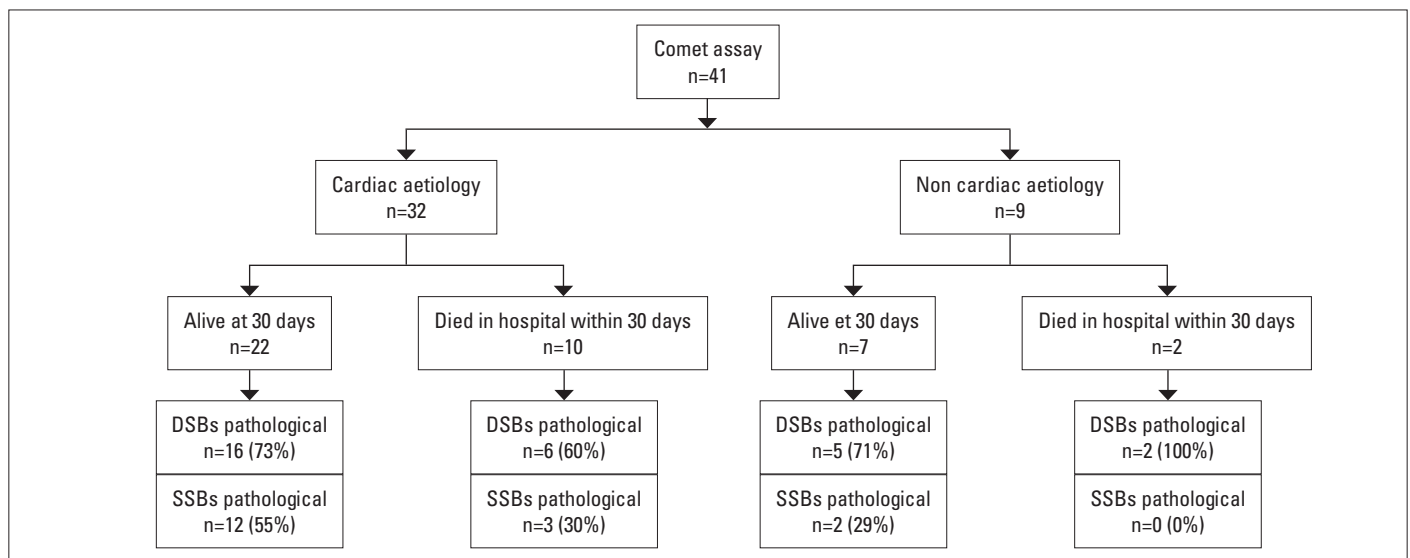 Comet assay
n=41
Cardiac aetiology
n=32
Non cardiac aetiology
n=9
Alive at 30 days
n=22
Died in hospital within 30 days
n=10
Alive et 30 days
n=7
Died in hospital within 30 days
n=2
DSBs pathological
n=16 (73%)
SSBs pathological
n=12 (55%)
DSBs pathological
n=6 (60%)
SSBs pathological
n=3 (30%)
DSBs pathological
n=5 (71%)
SSBs pathological
n=2 (29%)
DSBs pathological
n=2 (100%)
SSBs pathological
n=0 (0%)